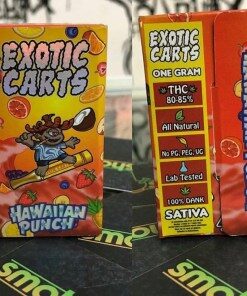 EXOTIC
CARTS
HAWAIIAN
PUNCH
EXOTIC
CARTS
ONE GRAM
THC
80-85%
All Natural
No PG, PEG, UG
Lab Tested
100% DANK
SATIVA